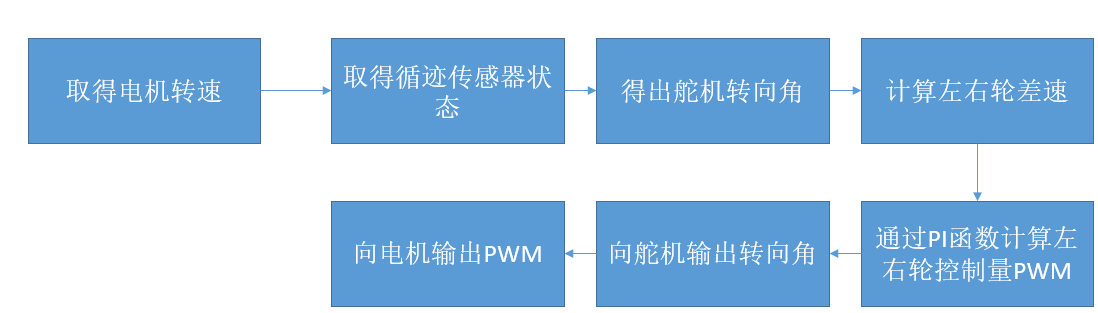 取得电机转速
取得循迹传感器状
态
得出舵机转向角
计算左右轮差速
通过PI函数计算左
右轮控制量PWM
向舵机输出转向角
向电机输出PWM